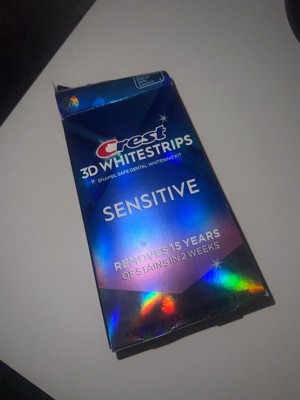 Crest
3D WHITESTRIPS
ENAMEL SAFE DENTAL WHITENING KIT
SENSITIVE
REMOVES 15 YEARS
OF STAINS IN 2 WEEKS